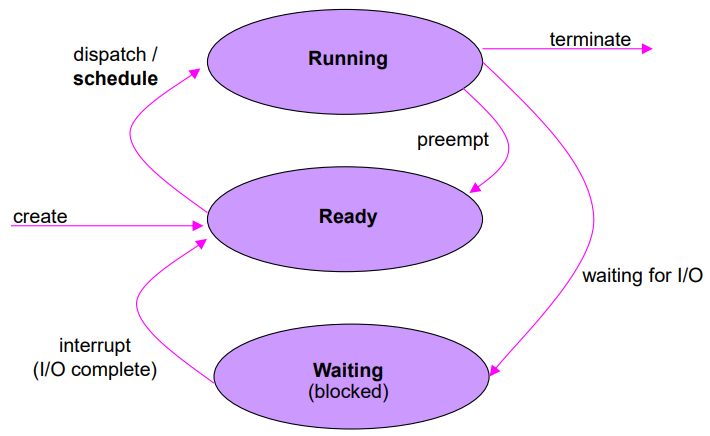 dispatch /
schedule
Running
terminate
preempt
create
Ready
waiting for I/O
interrupt
(I/O complete)
Waiting
(blocked)